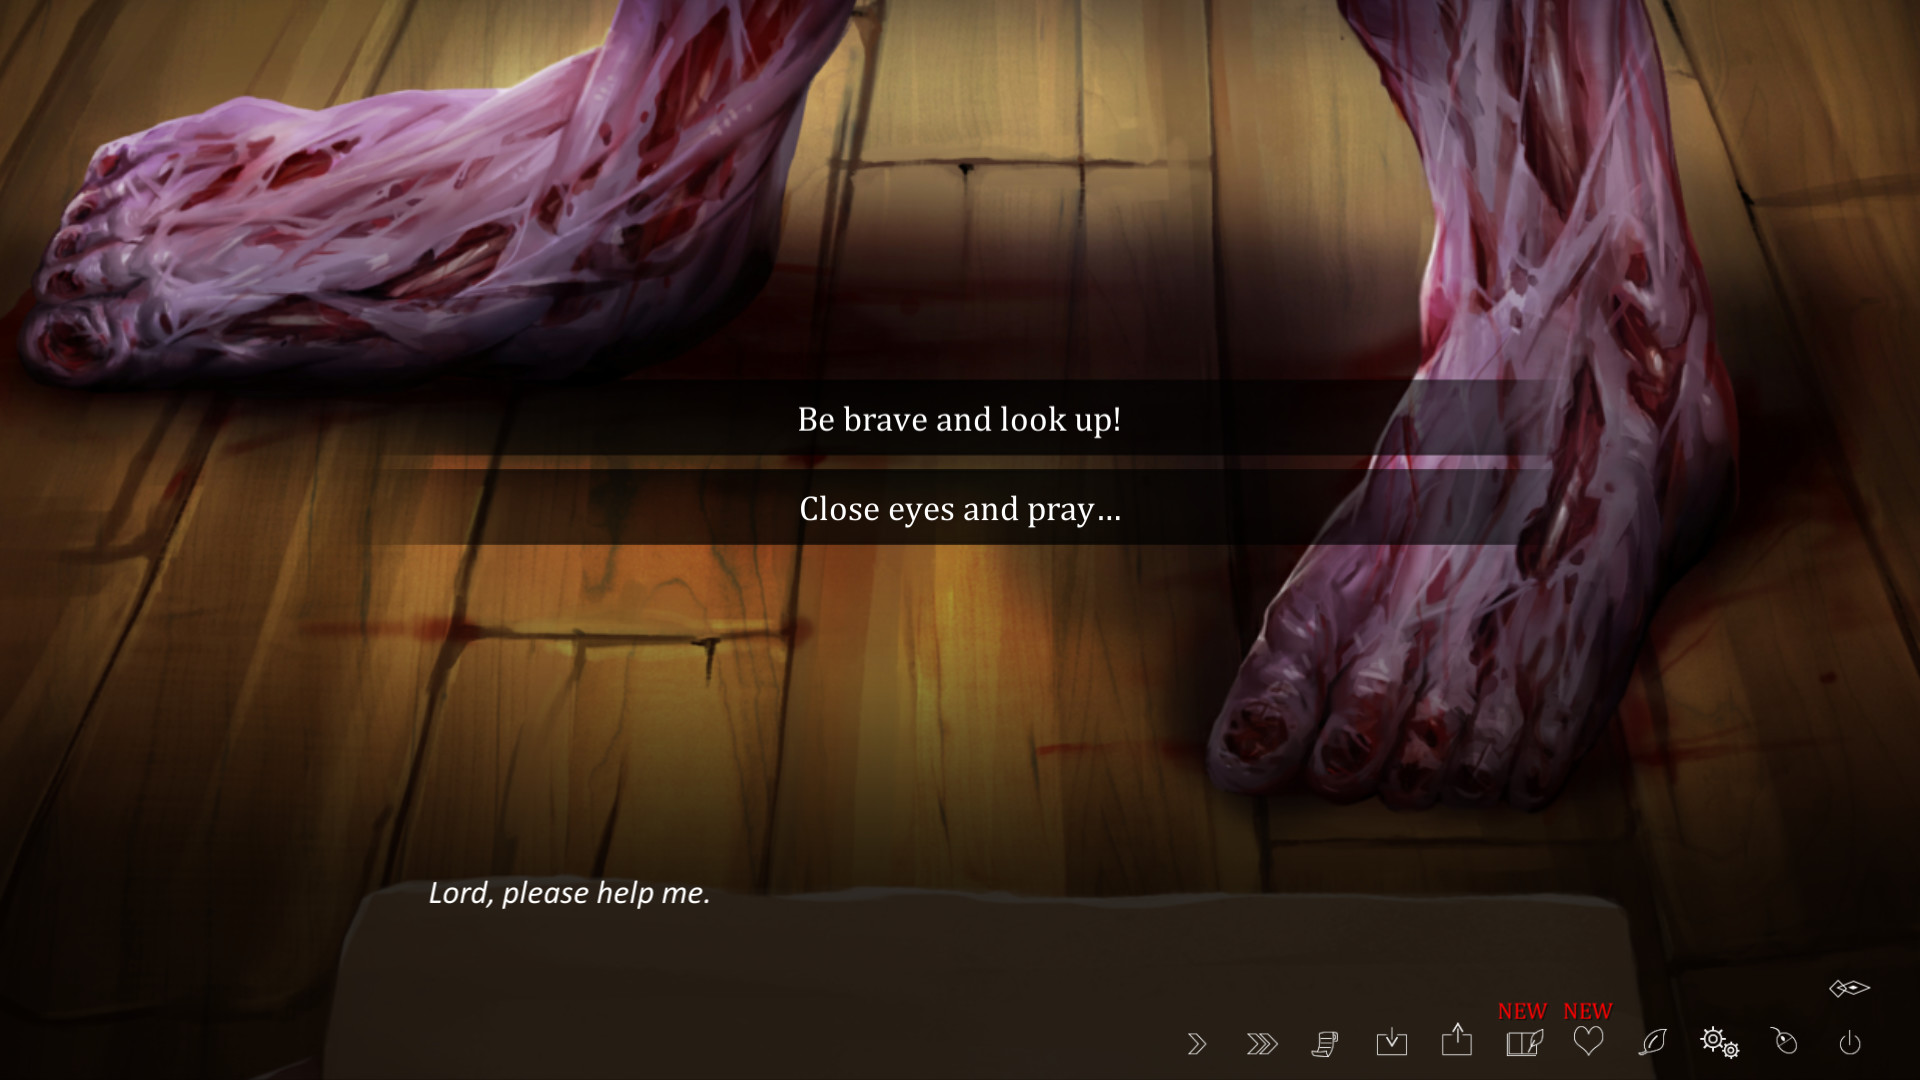 Be brave and look up!
Close eyes and pray...
Lord, please help me.
NEW NEW